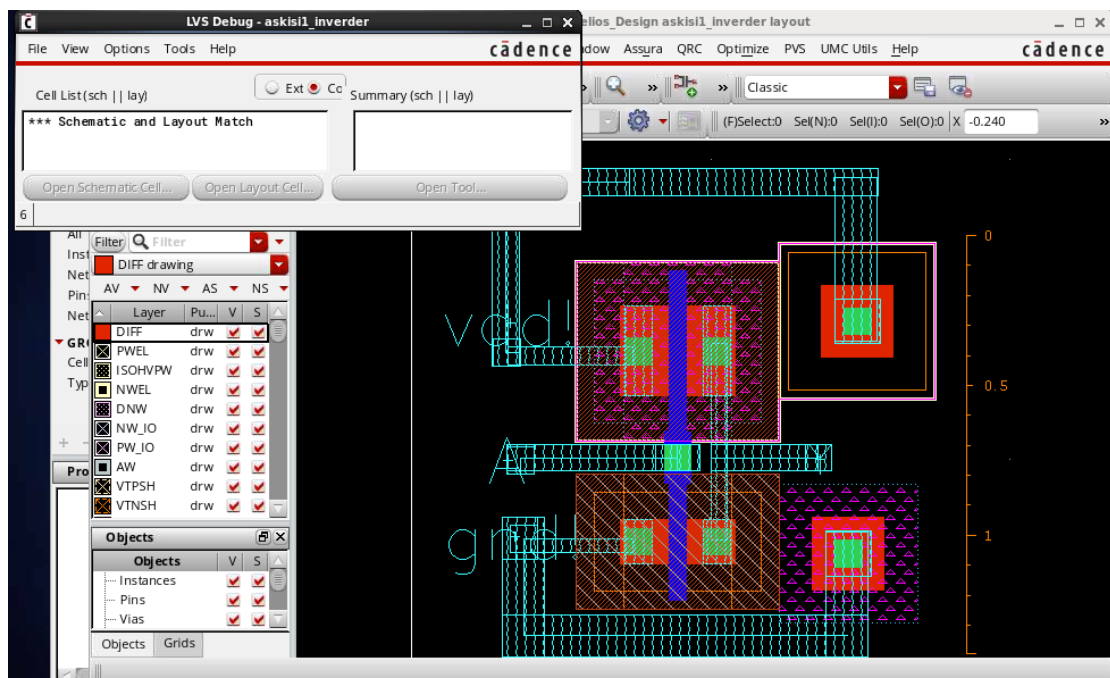 LVS Debug - askisi1_inverder
elios_Design askisi1_inverder layout
File View Options Tools Help
cādence
dow Assura QRC Optimize PVS UMC Utils Help
cādence
Cell List(sch || lay)
Ext Co
Summary (sch || lay)
» » » Classic
*** Schematic and Layout Match
(F)Select:0 Sel(N):0 Sel(I):0 Sel(O):0 X -0.240 »
Open Schematic Cell... Open Layout Cell... Open Tool...
6
All
Filter Filter
Inst
DIFF drawing
Net
AV NV AS NS
Pin:
Layer Pu... V S
Net
DIFF drw
GR
PWEL drw
Cell
ISOHVPW drw
Typ
NWEL drw
DNW drw
NW_IO drw
PW_IO drw
Pro
AW drw
VTPSH drw
VTNSH drw
Objects
Objects V S
Instances
Pins
Vias
Objects Grids
vdd!
A
Y
gnd!
0
0.5
1